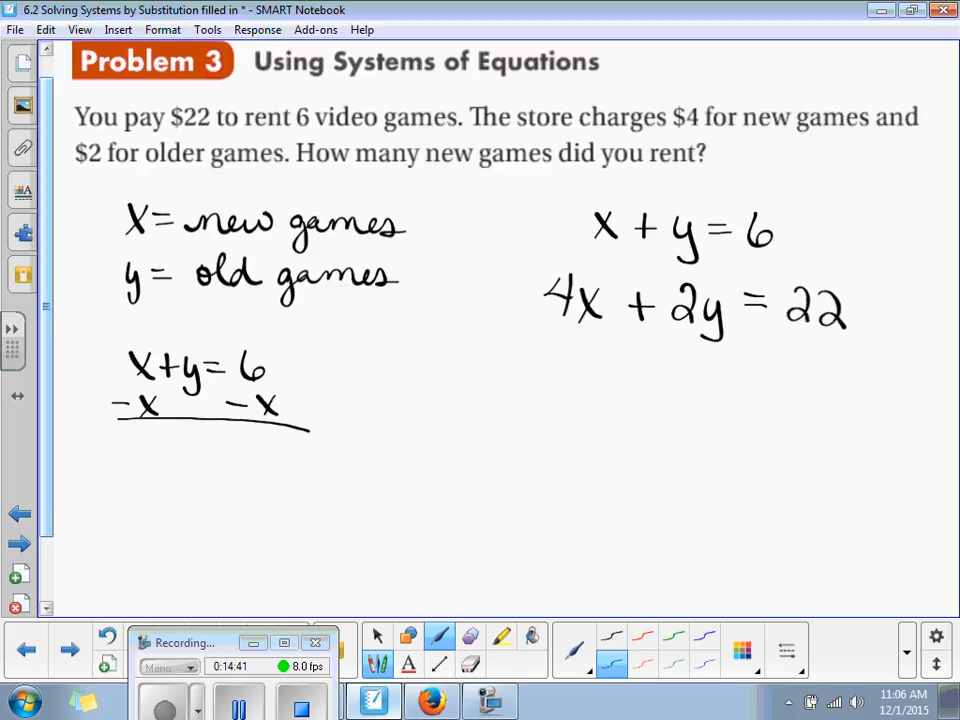 6.2 Solving Systems by Substitution filled in * - SMART Notebook
File Edit View Insert Format Tools Response Add-ons Help
Problem 3 Using Systems of Equations
You pay $22 to rent 6 video games. The store charges $4 for new games and
$2 for older games. How many new games did you rent?
x = new games
y = old games
x + y = 6
4x + 2y = 22
x + y = 6
-x -x
Recording...
Menu
0:14:41
8.0 fps
11:06 AM
12/1/2015